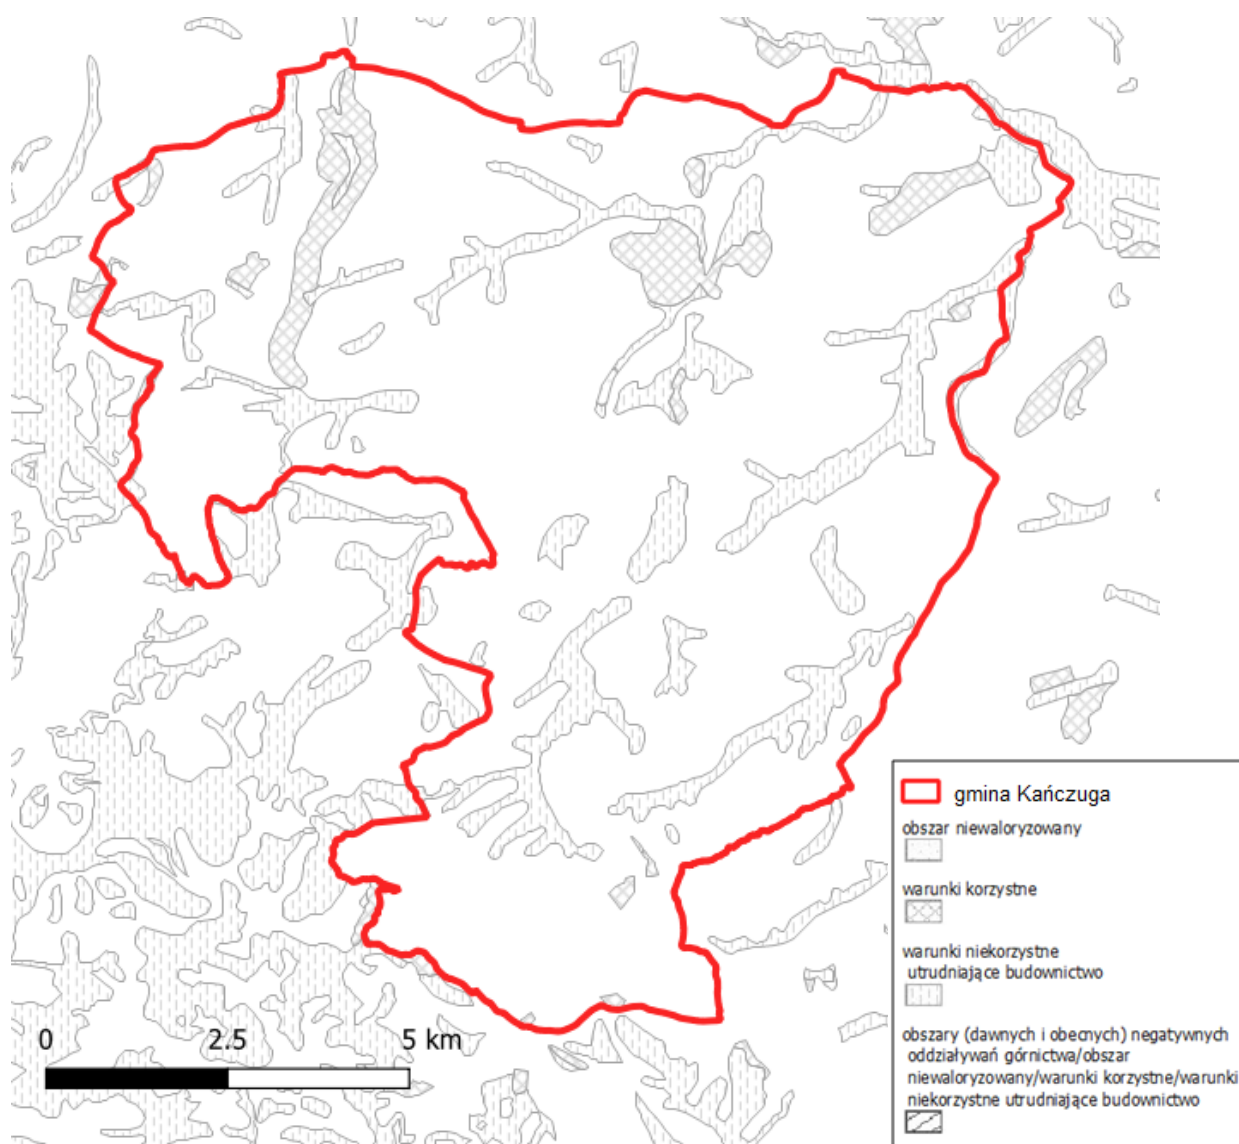 gmina Kańczuga
obszar niewaloryzowany
warunki korzystne
warunki niekorzystne
utrudniające budownictwo
obszary (dawnych i obecnych) negatywnych
oddziaływań górnictwa/obszar
niewaloryzowany/warunki korzystne/warunki
niekorzystne utrudniające budownictwo
0 2.5 5 km